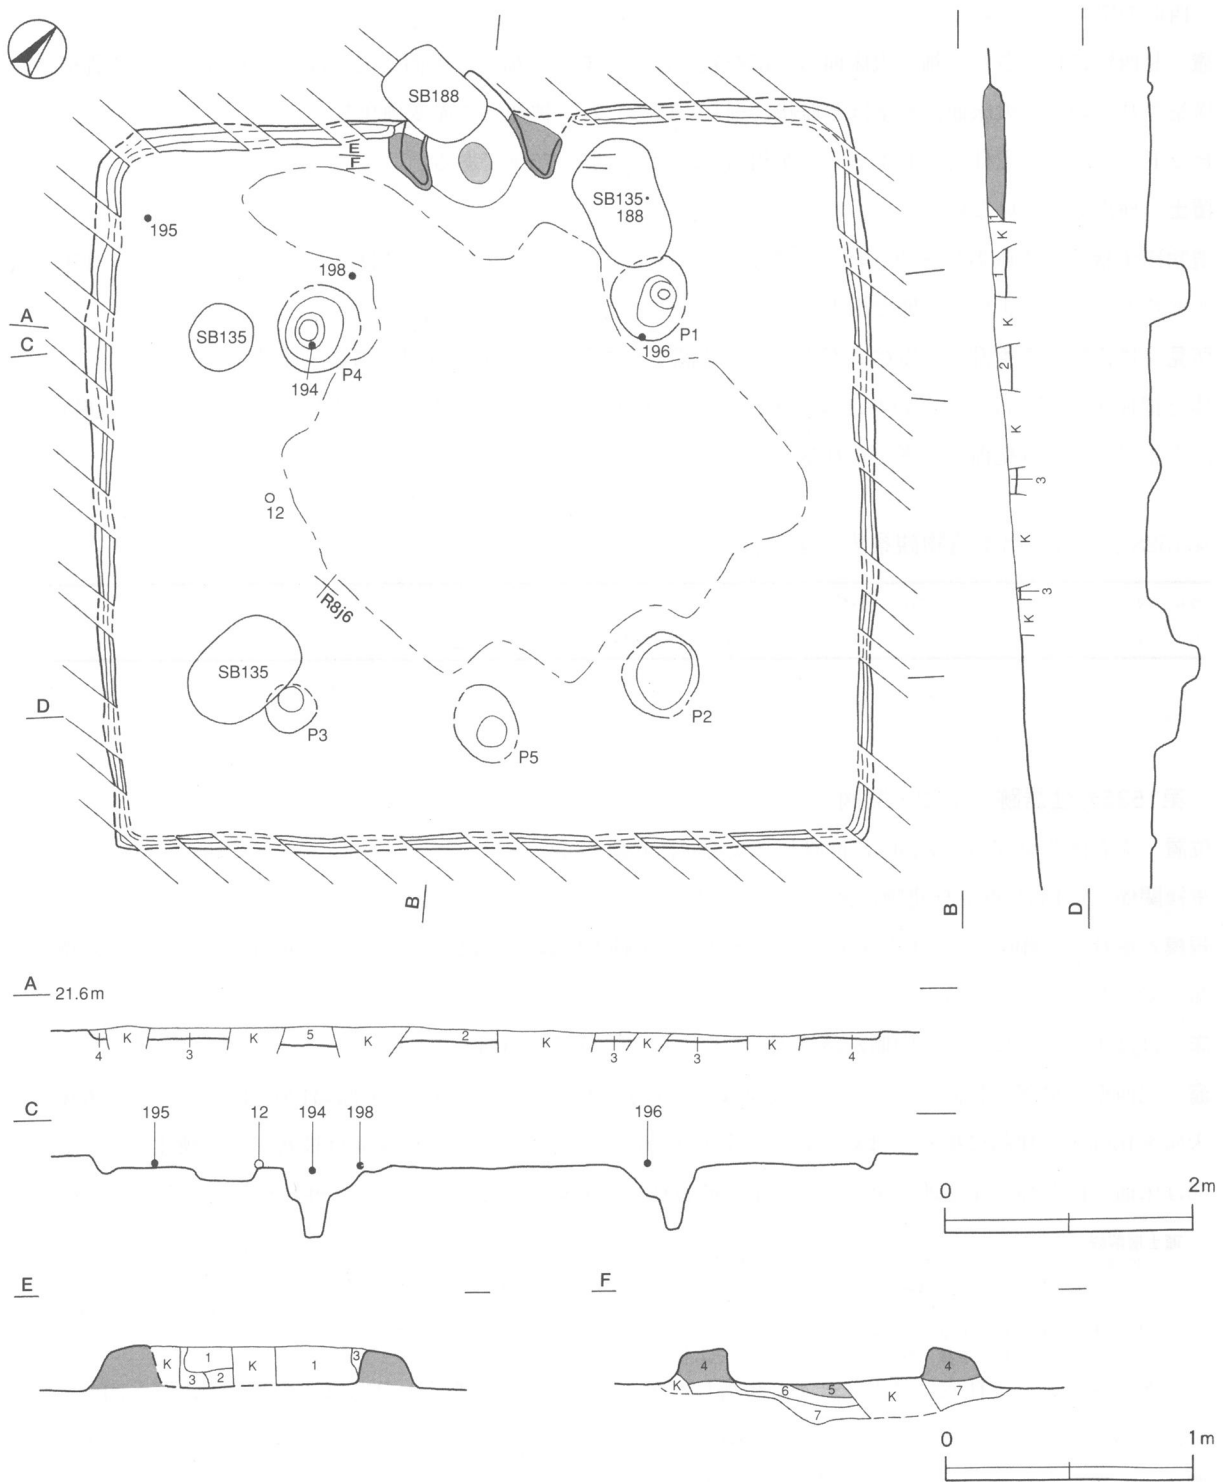 SB188
E
F
SB135・
188
195
198
A
C
SB135
P1
196
194
P4
12
R8j6
SB135
D
P3
P2
P5
B
1
K
1
K
2
K
3
K
3
K
B
D
A 21.6m
4 K 3 K 5 K 2 K 3 K 3 K 4
C 195 12 194 198 196
0 2m
E
K 1 3 2 K 1 3
F
4 K 6 5 7 K 4 7
0 1m